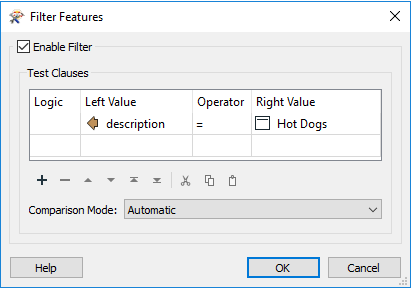 Filter Features
Enable Filter
Test Clauses
Logic Left Value Operator Right Value
description = Hot Dogs
Comparison Mode: Automatic
Help OK Cancel